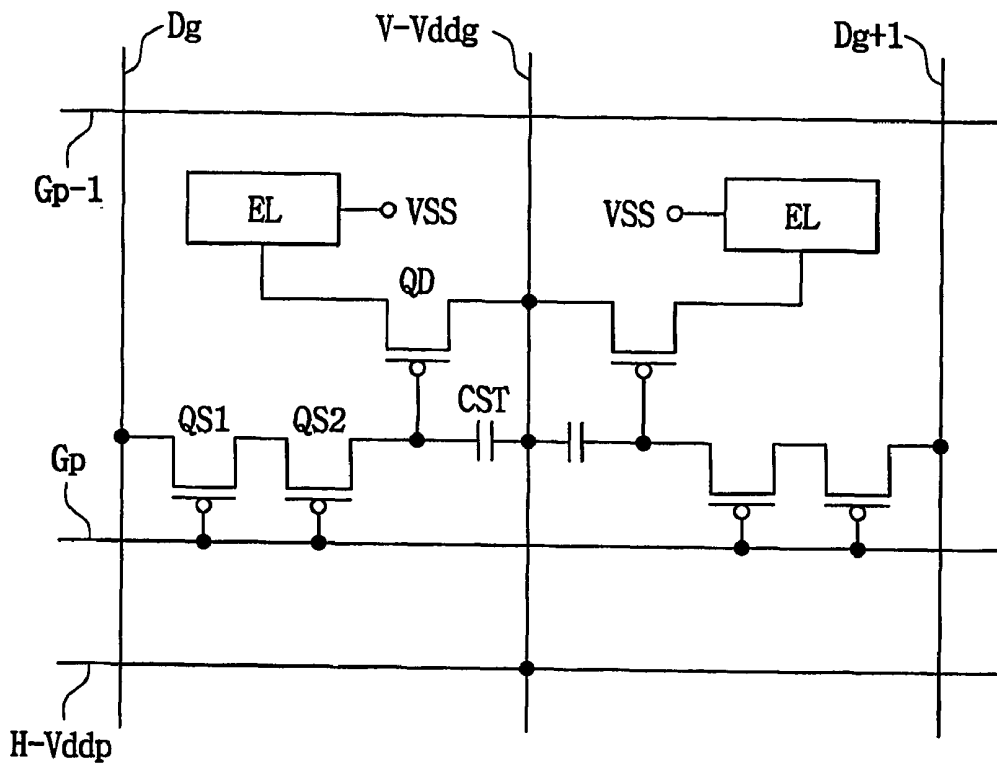 Dg
V-Vddg
Dg+1
Gp-1
EL
VSS
VSS
EL
QD
CST
QS1
QS2
Gp
H-Vddp